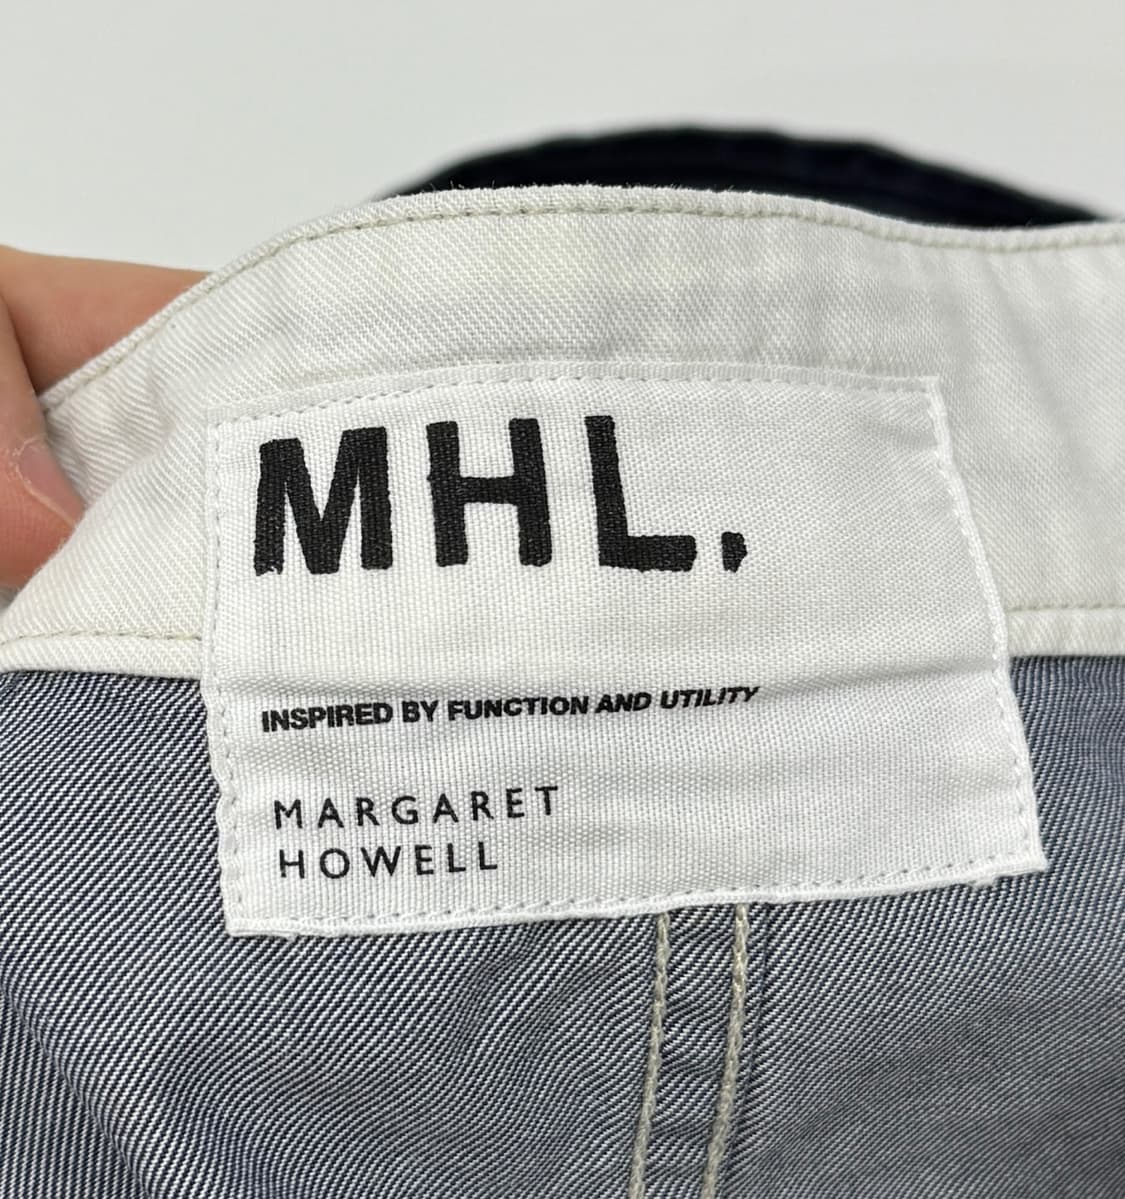 MHL.
INSPIRED BY FUNCTION AND UTILITY
MARGARET
HOWELL